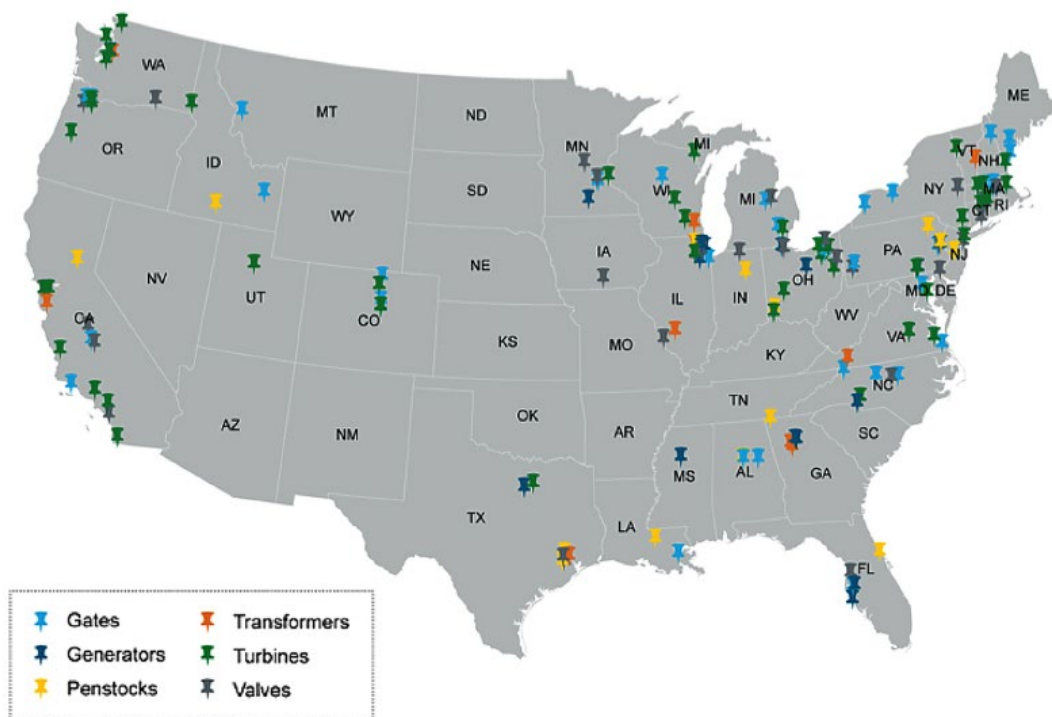 WA
MT
ND
MN
MI
ME
VT
NH
OR
ID
SD
WI
MI
NY
MA
RI
CT
WY
IA
PA
NJ
NE
NV
UT
CO
IL
IN
OH
MD
DE
CA
WV
KS
MO
KY
VA
AZ
NM
OK
AR
TN
NC
SC
TX
LA
MS
AL
GA
FL
Gates
Transformers
Generators
Turbines
Penstocks
Valves